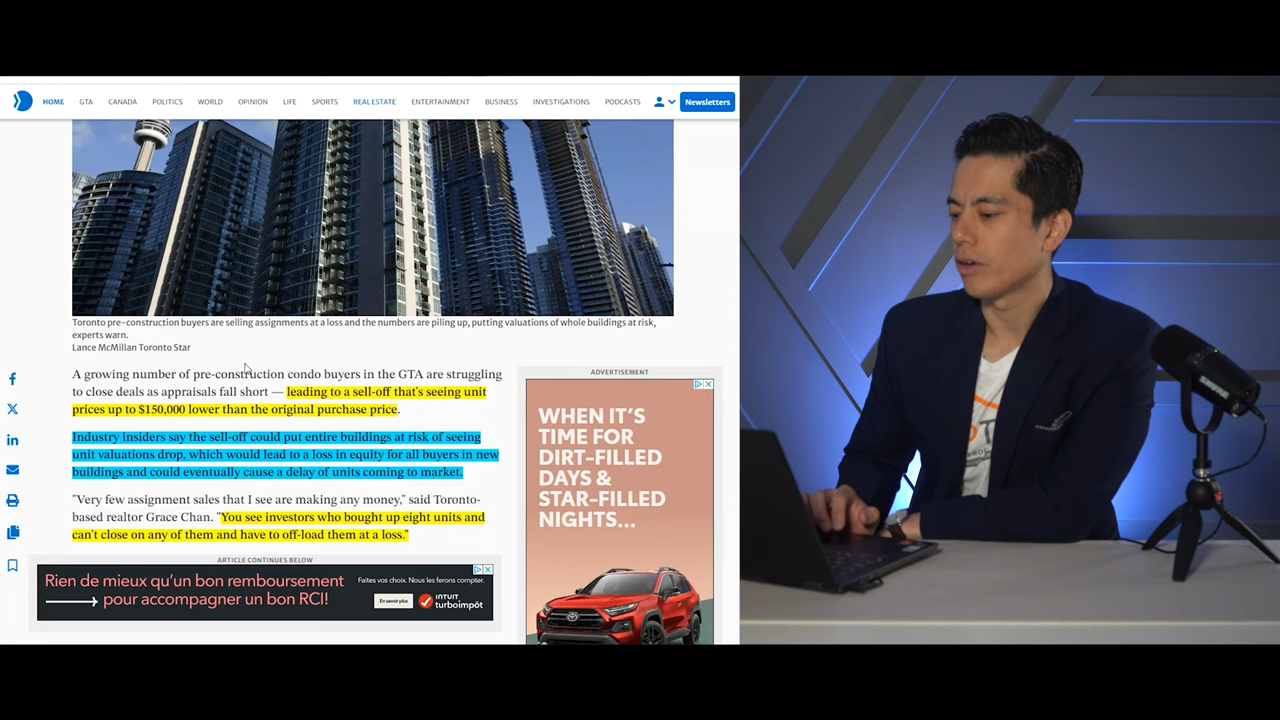 HOME GTA CANADA POLITICS WORLD OPINION LIFE SPORTS REAL ESTATE ENTERTAINMENT BUSINESS INVESTIGATIONS PODCASTS Newsletters
Toronto pre-construction buyers are selling assignments at a loss and the numbers are piling up, putting valuations of whole buildings at risk,
experts warn.
Lance McMillan Toronto Star
A growing number of pre-construction condo buyers in the GTA are struggling
to close deals as appraisals fall short — leading to a sell-off that's seeing unit
prices up to $150,000 lower than the original purchase price.
Industry insiders say the sell-off could put entire buildings at risk of seeing
unit valuations drop, which would lead to a loss in equity for all buyers in new
buildings and could eventually cause a delay of units coming to market.
"Very few assignment sales that I see are making any money," said Toronto-
based realtor Grace Chan. "You see investors who bought up eight units and
can't close on any of them and have to off-load them at a loss."
ARTICLE CONTINUES BELOW
Rien de mieux qu'un bon remboursement
pour accompagner un bon RCI!
Faites vos choix. Nous les ferons compter.
En savoir plus
INTUIT
turboimpôt
ADVERTISEMENT
WHEN IT'S
TIME FOR
DIRT-FILLED
DAYS &
STAR-FILLED
NIGHTS...